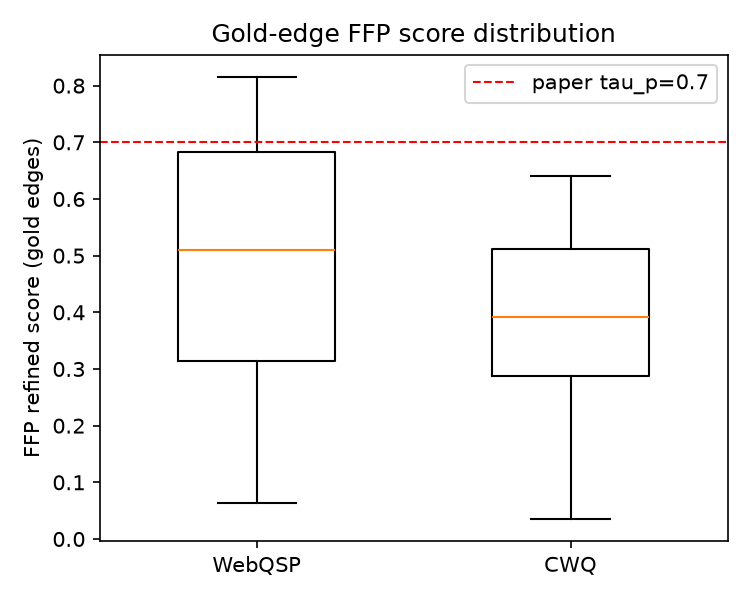 Gold-edge FFP score distribution
paper tau_p=0.7
FFP refined score (gold edges)
0.8
0.7
0.6
0.5
0.4
0.3
0.2
0.1
0.0
WebQSP
CWQ